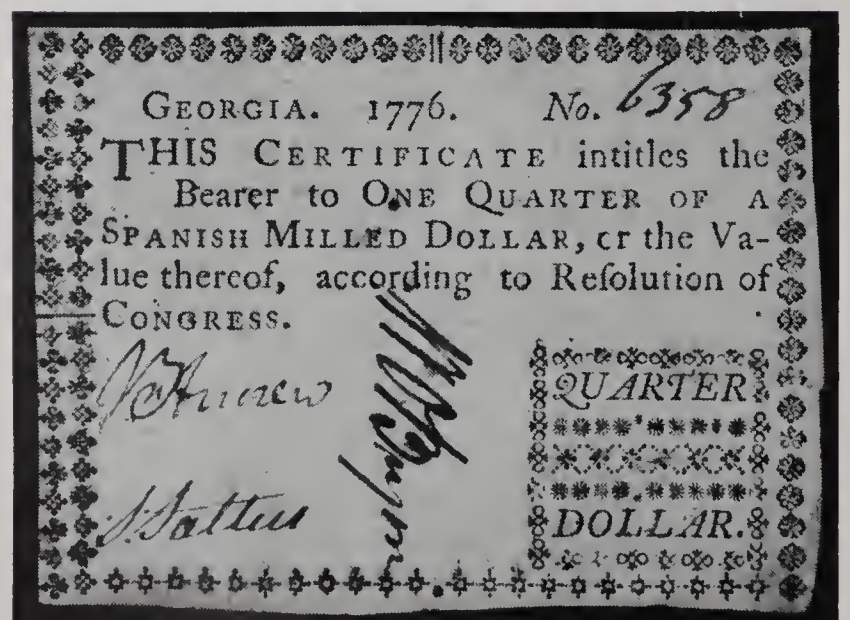 GEORGIA. 1776. No. 6358
THIS CERTIFICATE intitles the
Bearer to ONE QUARTER OF A
SPANISH MILLED DOLLAR, or the Va-
lue thereof, according to Reſolution of
CONGRESS.
QUARTER
DOLLAR.